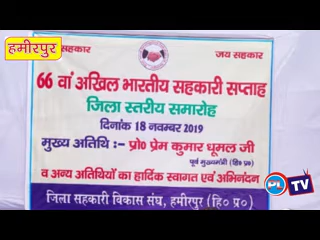 हमीरपुर
जय सहकार
66 वां अखिल भारतीय सहकारी सप्ताह
जिला स्तरीय समारोह
दिनांक 18 नवम्बर 2019
मुख्य अतिथि :- प्रो० प्रेम कुमार धूमल जी
पूर्व मुख्यमंत्री (हि० प्र०)
व अन्य अतिथियों का हार्दिक स्वागत एवं अभिनंदन
जिला सहकारी विकास संघ, हमीरपुर (हि० प्र०)
PL TV